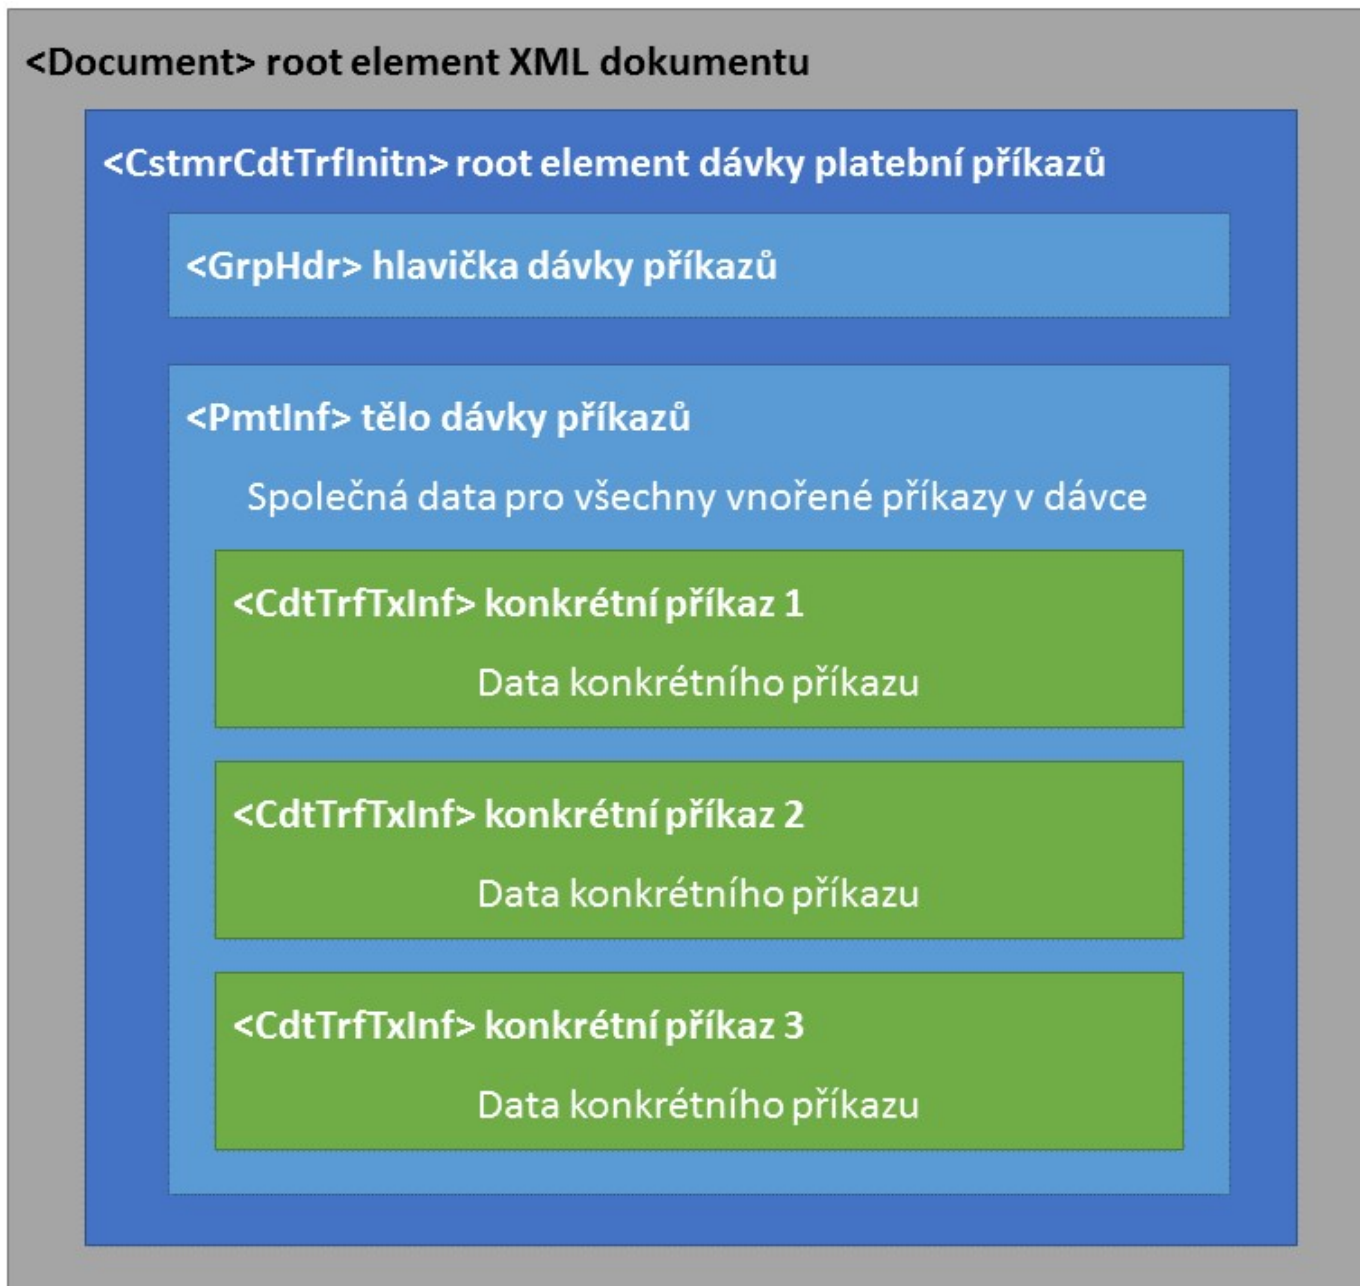 <Document> root element XML dokumentu
<CstmrCdtTrfInitn> root element dávky platební příkazů
<GrpHdr> hlavička dávky příkazů
<PmtInf> tělo dávky příkazů
Společná data pro všechny vnořené příkazy v dávce
<CdtTrfTxInf> konkrétní příkaz 1
Data konkrétního příkazu
<CdtTrfTxInf> konkrétní příkaz 2
Data konkrétního příkazu
<CdtTrfTxInf> konkrétní příkaz 3
Data konkrétního příkazu